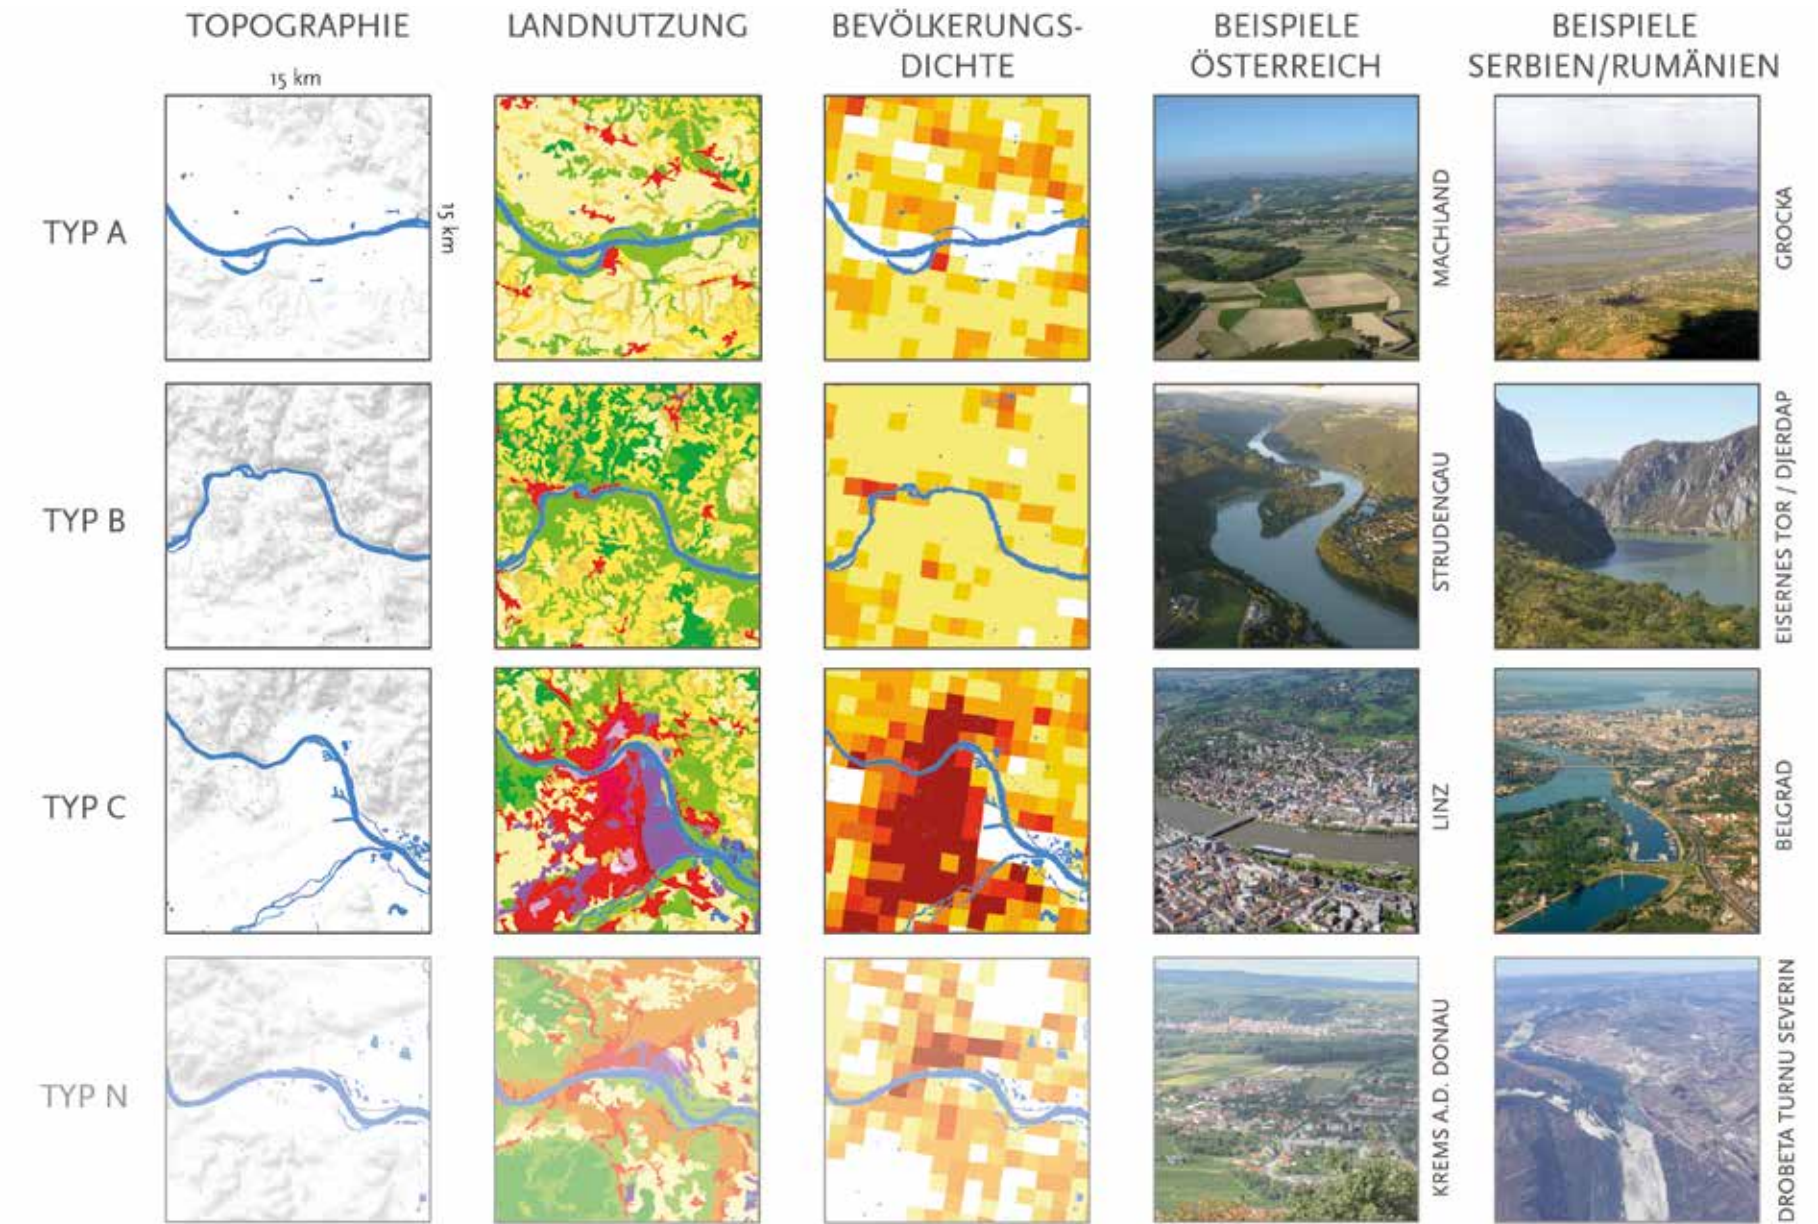 TOPOGRAPHIE
LANDNUTZUNG
BEVÖLKERUNGS-
DICHTE
BEISPIELE
ÖSTERREICH
BEISPIELE
SERBIEN/RUMÄNIEN
15 km
15 km
TYP A
MACHLAND
GROCKA
TYP B
STRUDENGAU
EISERNES TOR / DJERDAP
TYP C
LINZ
BELGRAD
TYP N
KREMS A.D. DONAU
DROBETA TURNU SEVERIN